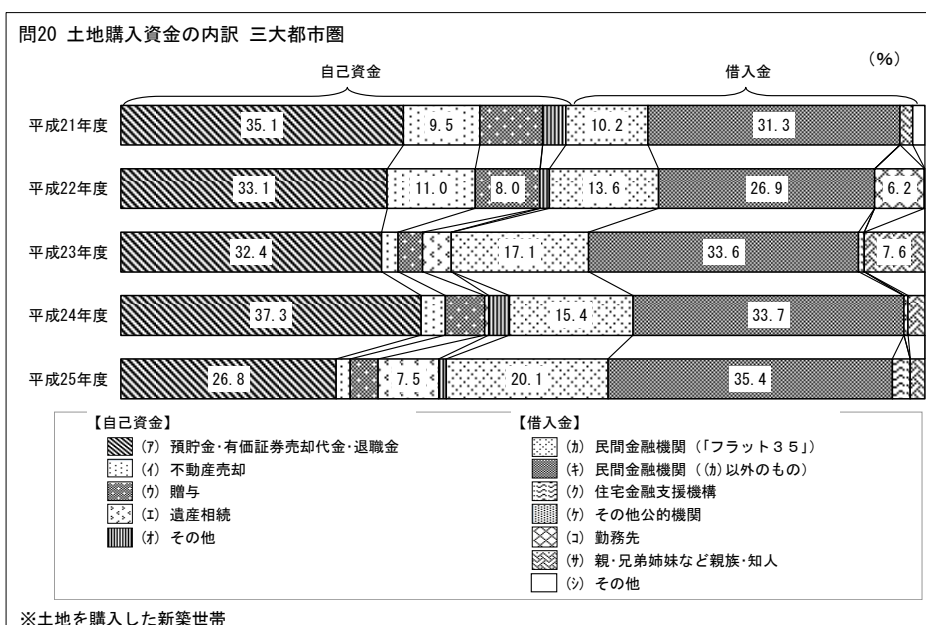 問20 土地購入資金の内訳 三大都市圏
(%)
自己資金 借入金
平成21年度 35.1 9.5 10.2 31.3
平成22年度 33.1 11.0 8.0 13.6 26.9 6.2
平成23年度 32.4 17.1 33.6 7.6
平成24年度 37.3 15.4 33.7
平成25年度 26.8 7.5 20.1 35.4
【自己資金】
(ア) 預貯金･有価証券売却代金･退職金
(イ) 不動産売却
(ウ) 贈与
(エ) 遺産相続
(オ) その他
【借入金】
(カ) 民間金融機関（｢フラット３５｣）
(キ) 民間金融機関（(カ)以外のもの）
(ク) 住宅金融支援機構
(ケ) その他公的機関
(コ) 勤務先
(サ) 親･兄弟姉妹など親族･知人
(シ) その他
※土地を購入した新築世帯